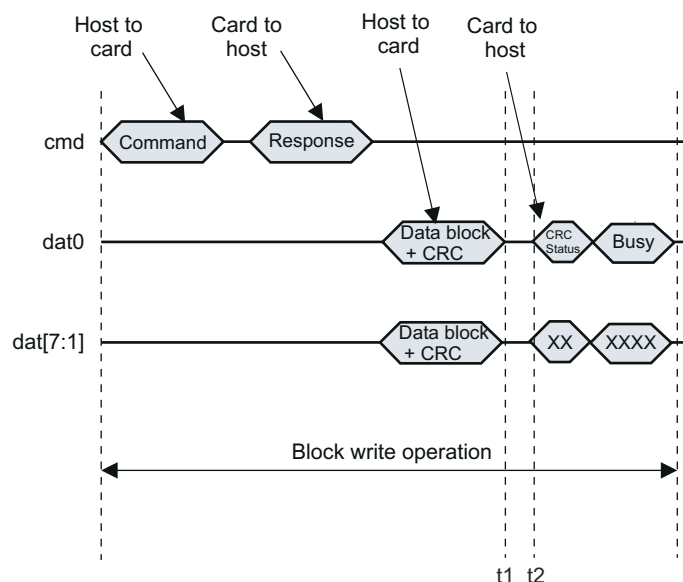 Host to
card
Card to
host
Host to
card
Card to
host
cmd
Command
Response
dat0
Data block
+ CRC
CRC
Status
Busy
dat[7:1]
Data block
+ CRC
XX
XXXX
Block write operation
t1
t2